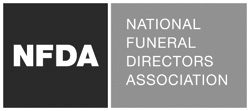 NFDA
NATIONAL
FUNERAL
DIRECTORS
ASSOCIATION